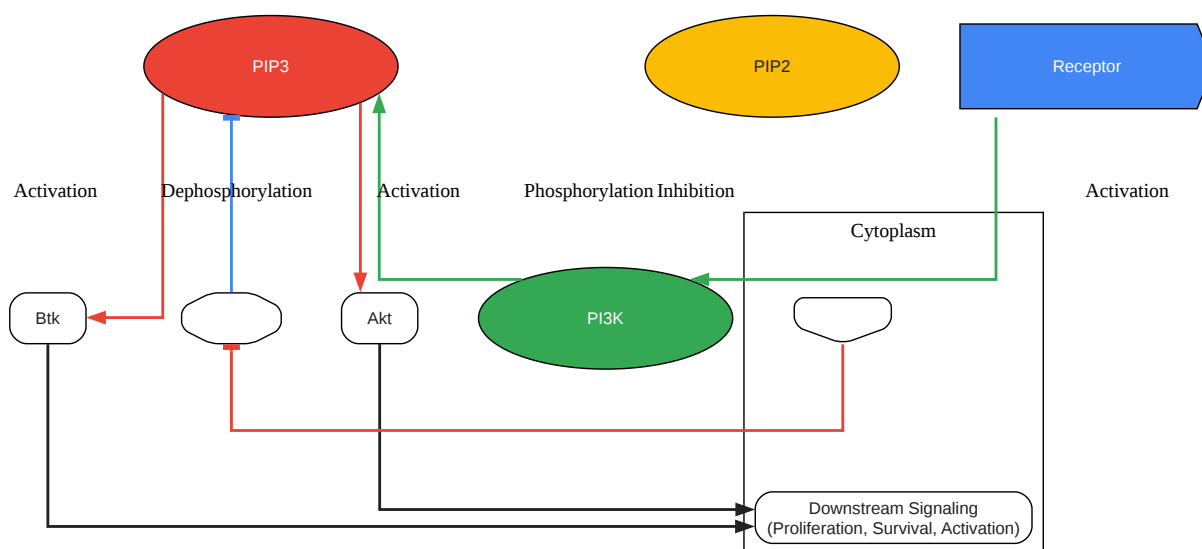 PIP3
PIP2
Receptor
Activation
Dephosphorylation
Activation
Phosphorylation
Inhibition
Activation
Cytoplasm
Btk
Akt
PI3K
Downstream Signaling
(Proliferation, Survival, Activation)